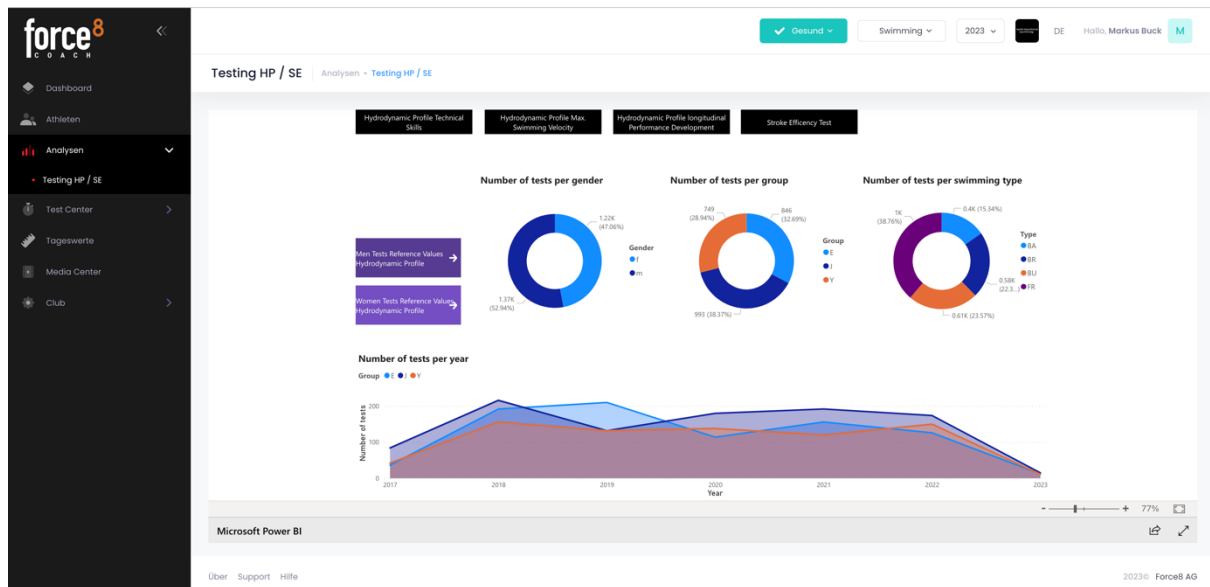 force8
COACH
Gesund
Swimming
2023
DE
Hallo, Markus Buck
M
Testing HP / SE
Analysen • Testing HP / SE
Dashboard
Athleten
Analysen
Testing HP / SE
Test Center
Tageswerte
Media Center
Club
Hydrodynamic Profile Technical
Skills
Hydrodynamic Profile Max.
Swimming Velocity
Hydrodynamic Profile longitudinal
Performance Development
Stroke Efficency Test
Men Tests Reference Values
Hydrodynamic Profile
Women Tests Reference Values
Hydrodynamic Profile
Number of tests per gender
1.22K
(47.06%)
1.37K
(52.94%)
Gender
f
m
Number of tests per group
749
(28.94%)
846
(32.69%)
993 (38.37%)
Group
E
J
Y
Number of tests per swimming type
1K
(38.76%)
0.4K (15.34%)
0.58K
(22.3...)
0.61K (23.57%)
Type
BA
BR
BU
FR
Number of tests per year
Group E J Y
Number of tests
200
100
0
2017 2018 2019 2020 2021 2022 2023
Year
- + 77%
Microsoft Power BI
Über Support Hilfe
2023© Force8 AG